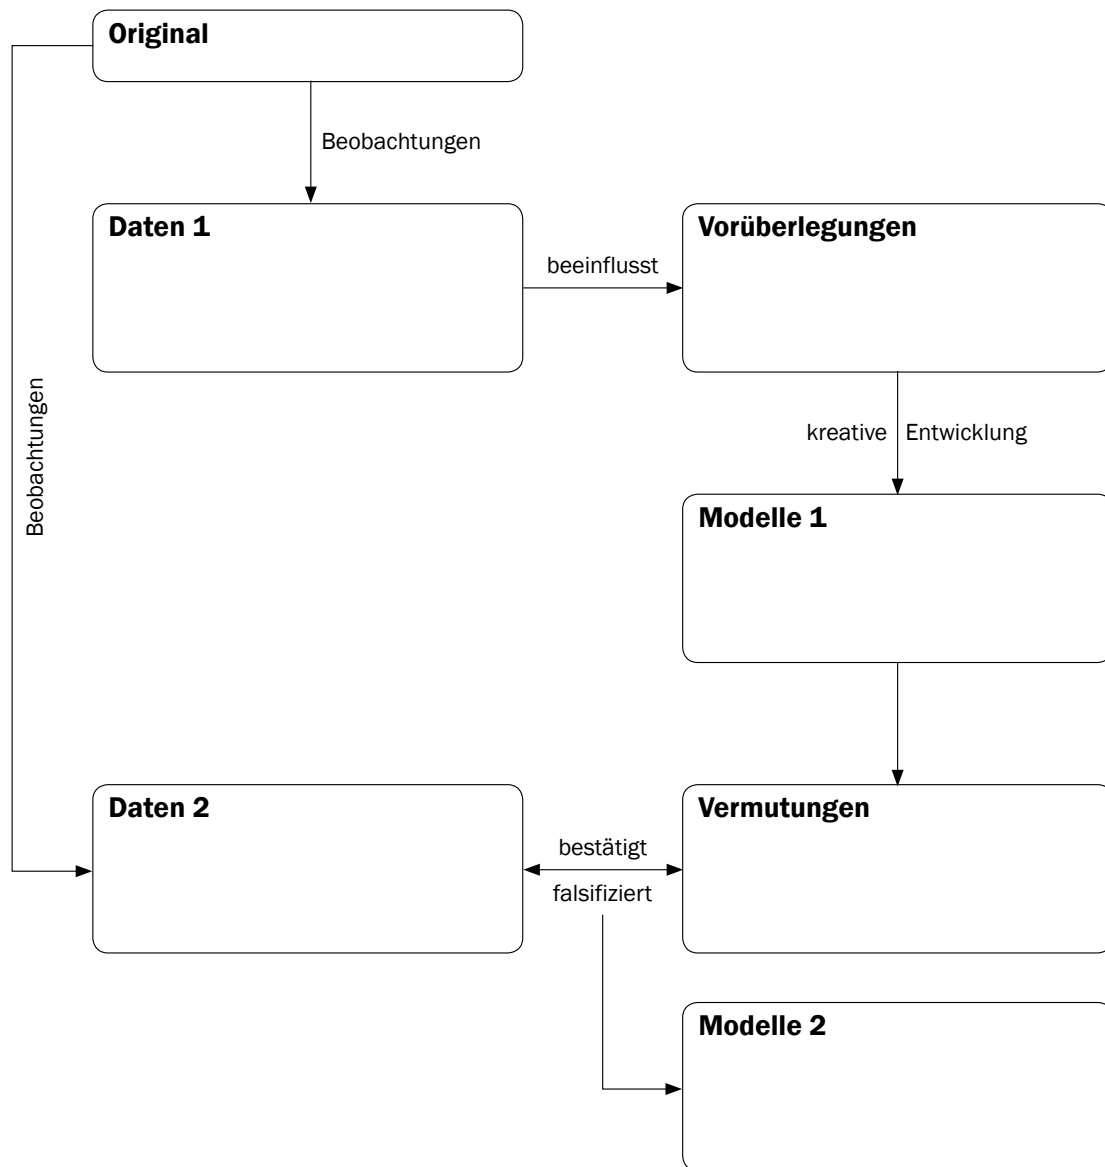 Original
Beobachtungen
Daten 1
Vorüberlegungen
beeinflusst
Beobachtungen
kreative Entwicklung
Modelle 1
Daten 2
Vermutungen
bestätigt
falsifiziert
Modelle 2